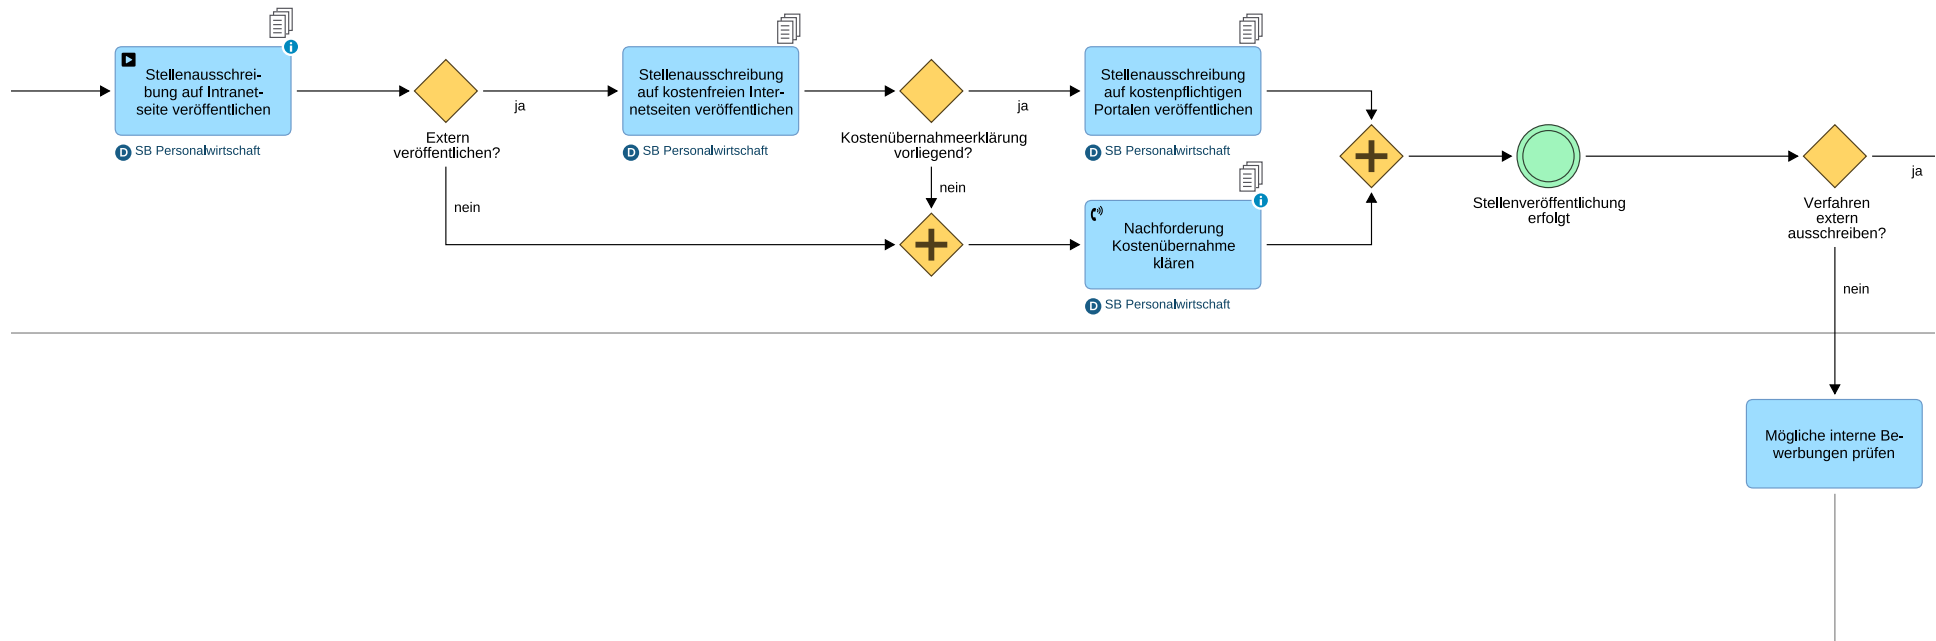 Stellenausschrei-
bung auf Intranet-
seite veröffentlichen
D SB Personalwirtschaft
Extern
veröffentlichen?
ja
nein
Stellenausschreibung
auf kostenfreien Inter-
netseiten veröffentlichen
D SB Personalwirtschaft
Kostenübernahmeerklärung
vorliegend?
ja
nein
Stellenausschreibung
auf kostenpflichtigen
Portalen veröffentlichen
D SB Personalwirtschaft
i
i
Nachforderung
Kostenübernahme
klären
D SB Personalwirtschaft
Stellenveröffentlichung
erfolgt
Verfahren
extern
ausschreiben?
ja
nein
Mögliche interne Be-
werbungen prüfen